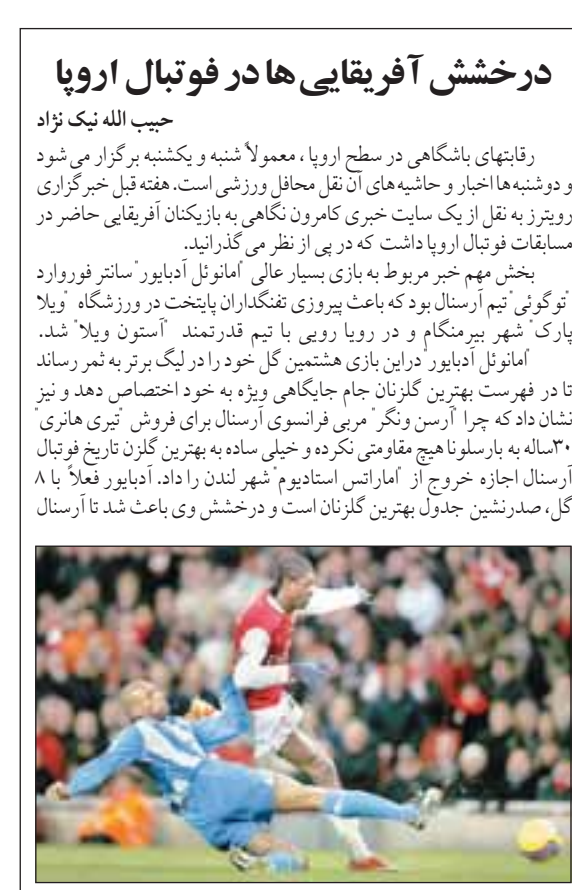 درخشش آفریقایی ها در فوتبال اروپا
حبیب الله نیک نژاد
رقابتهای باشگاهی در سطح اروپا ، معمولاً شنبه و یکشنبه برگزار می شود
و دوشنبه ها اخبار و حاشیه های آن نقل محافل ورزشی است. هفته قبل خبرگزاری
رویترز به نقل از یک سایت خبری کامرون نگاهی به بازیکنان آفریقایی حاضر در
مسابقات فوتبال اروپا داشت که در پی از نظر می گذرانید.
بخش مهم خبر مربوط به بازی بسیار عالی "امانوئل آدبایور" سانتر فوروارد
"توگوئی" تیم آرسنال بود که باعث پیروزی تفنگداران پایتخت در ورزشگاه "ویلا
پارک" شهر بیرمنگام و در رویا رویی با تیم قدرتمند "آستون ویلا" شد.
"امانوئل آدبایور" دراین بازی هشتمین گل خود را در لیگ برتر به ثمر رساند
تا در فهرست بهترین گلزنان جام جایگاهی ویژه به خود اختصاص دهد و نیز
نشان داد که چرا "آرسن ونگر" مربی فرانسوی آرسنال برای فروش "تیری هانری"
۳۰ساله به بارسلونا هیچ مقاومتی نکرده و خیلی ساده به بهترین گلزن تاریخ فوتبال
آرسنال اجازه خروج از "اماراتس استادیوم" شهر لندن را داد. آدبایور فعلاً با ۸
گل، صدرنشین جدول بهترین گلزنان است و درخشش وی باعث شد تا آرسنال